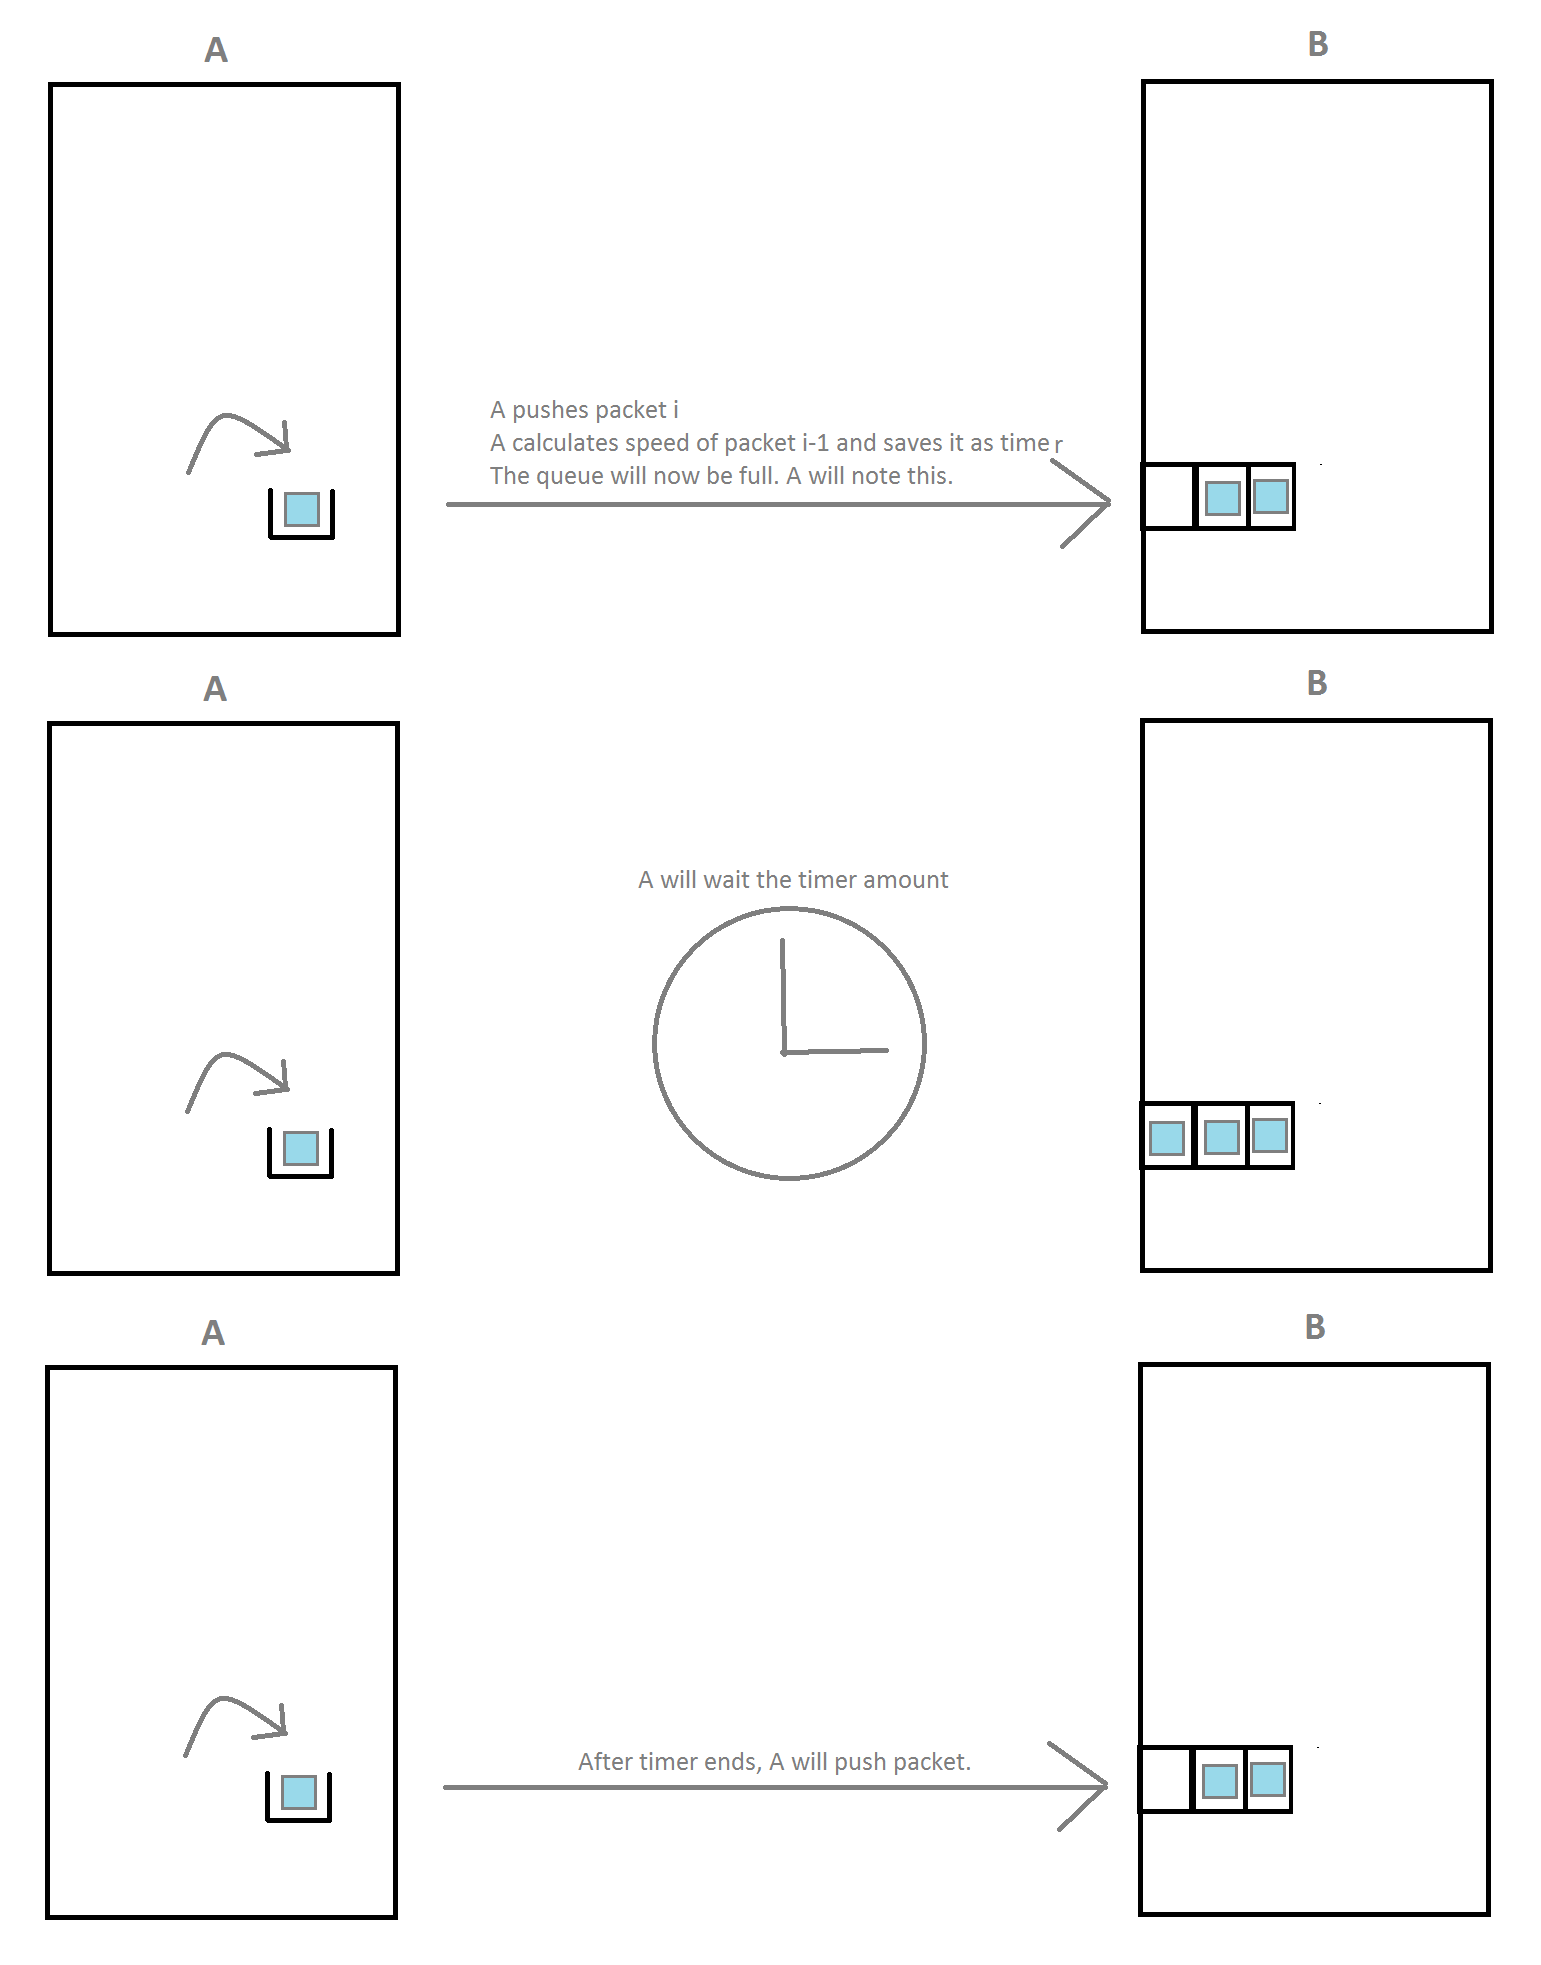 A
B
A pushes packet i
A calculates speed of packet i-1 and saves it as timer
The queue will now be full. A will note this.
A
B
A will wait the timer amount
A
B
After timer ends, A will push packet.